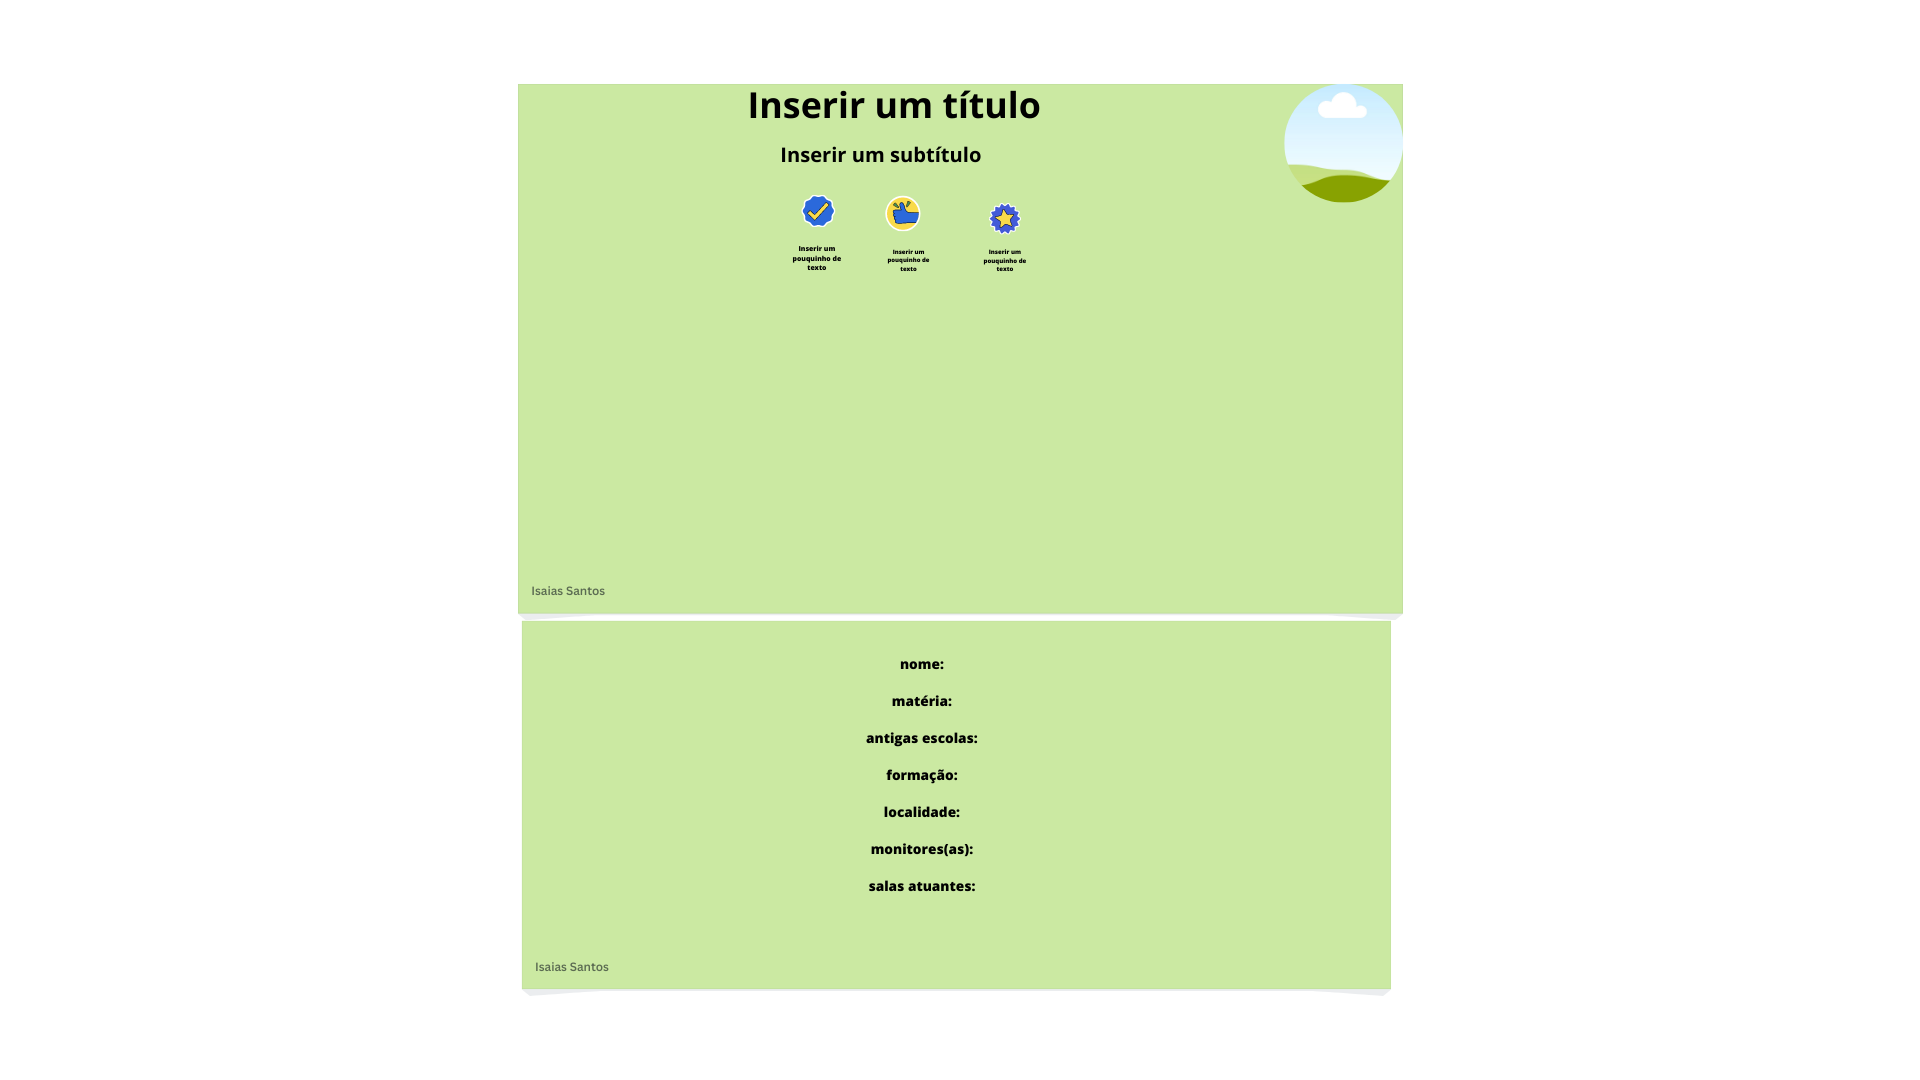 Inserir um título
Inserir um subtítulo
Inserir um
pouquinho de
texto
Inserir um
pouquinho de
texto
Inserir um
pouquinho de
texto
Isaias Santos
nome:
matéria:
antigas escolas:
formação:
localidade:
monitores(as):
salas atuantes:
Isaias Santos